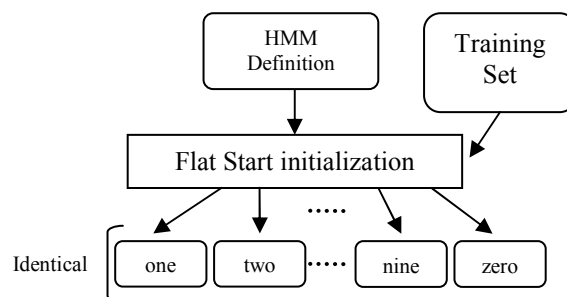 HMM
Definition
Training
Set
Flat Start initialization
......
Identical
one
two
......
nine
zero